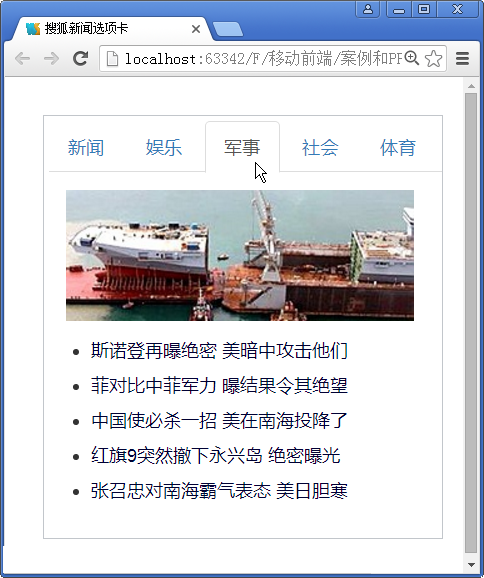 搜狐新闻选项卡
localhost:63342/F/移动前端/案例和PP
新闻 娱乐 军事 社会 体育
斯诺登再曝绝密 美暗中攻击他们
菲对比中菲军力 曝结果令其绝望
中国使必杀一招 美在南海投降了
红旗9突然撤下永兴岛 绝密曝光
张召忠对南海霸气表态 美日胆寒